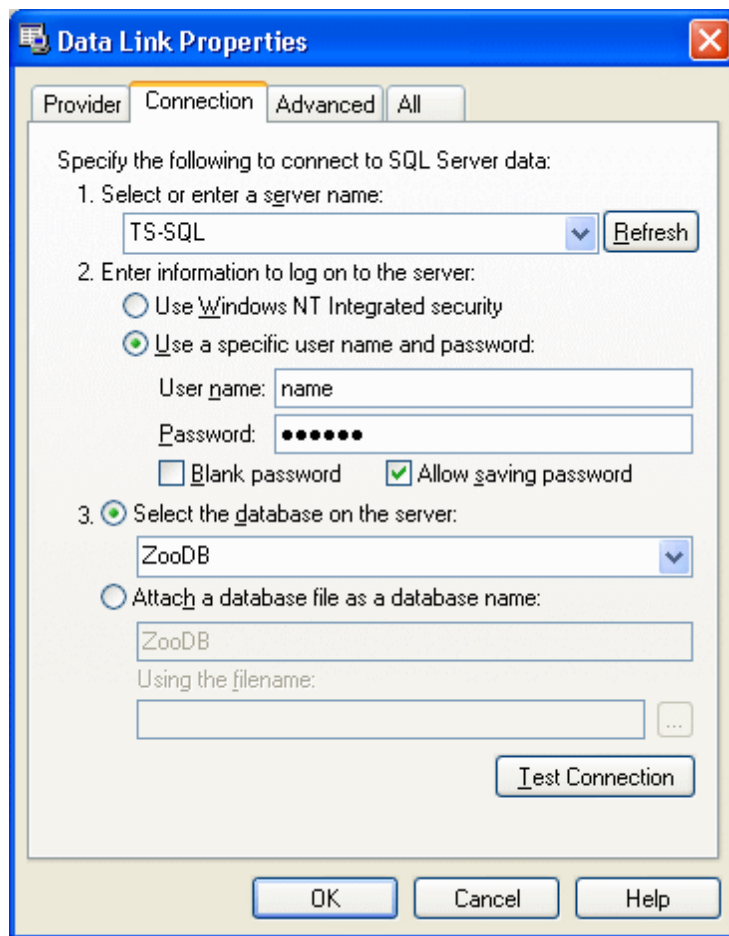 Data Link Properties
Provider Connection Advanced All
Specify the following to connect to SQL Server data:
1. Select or enter a server name:
TS-SQL Refresh
2. Enter information to log on to the server:
Use Windows NT Integrated security
Use a specific user name and password:
User name: name
Password: ●●●●●●
Blank password Allow saving password
3. Select the database on the server:
ZooDB
Attach a database file as a database name:
ZooDB
Using the filename:
...
Test Connection
OK Cancel Help